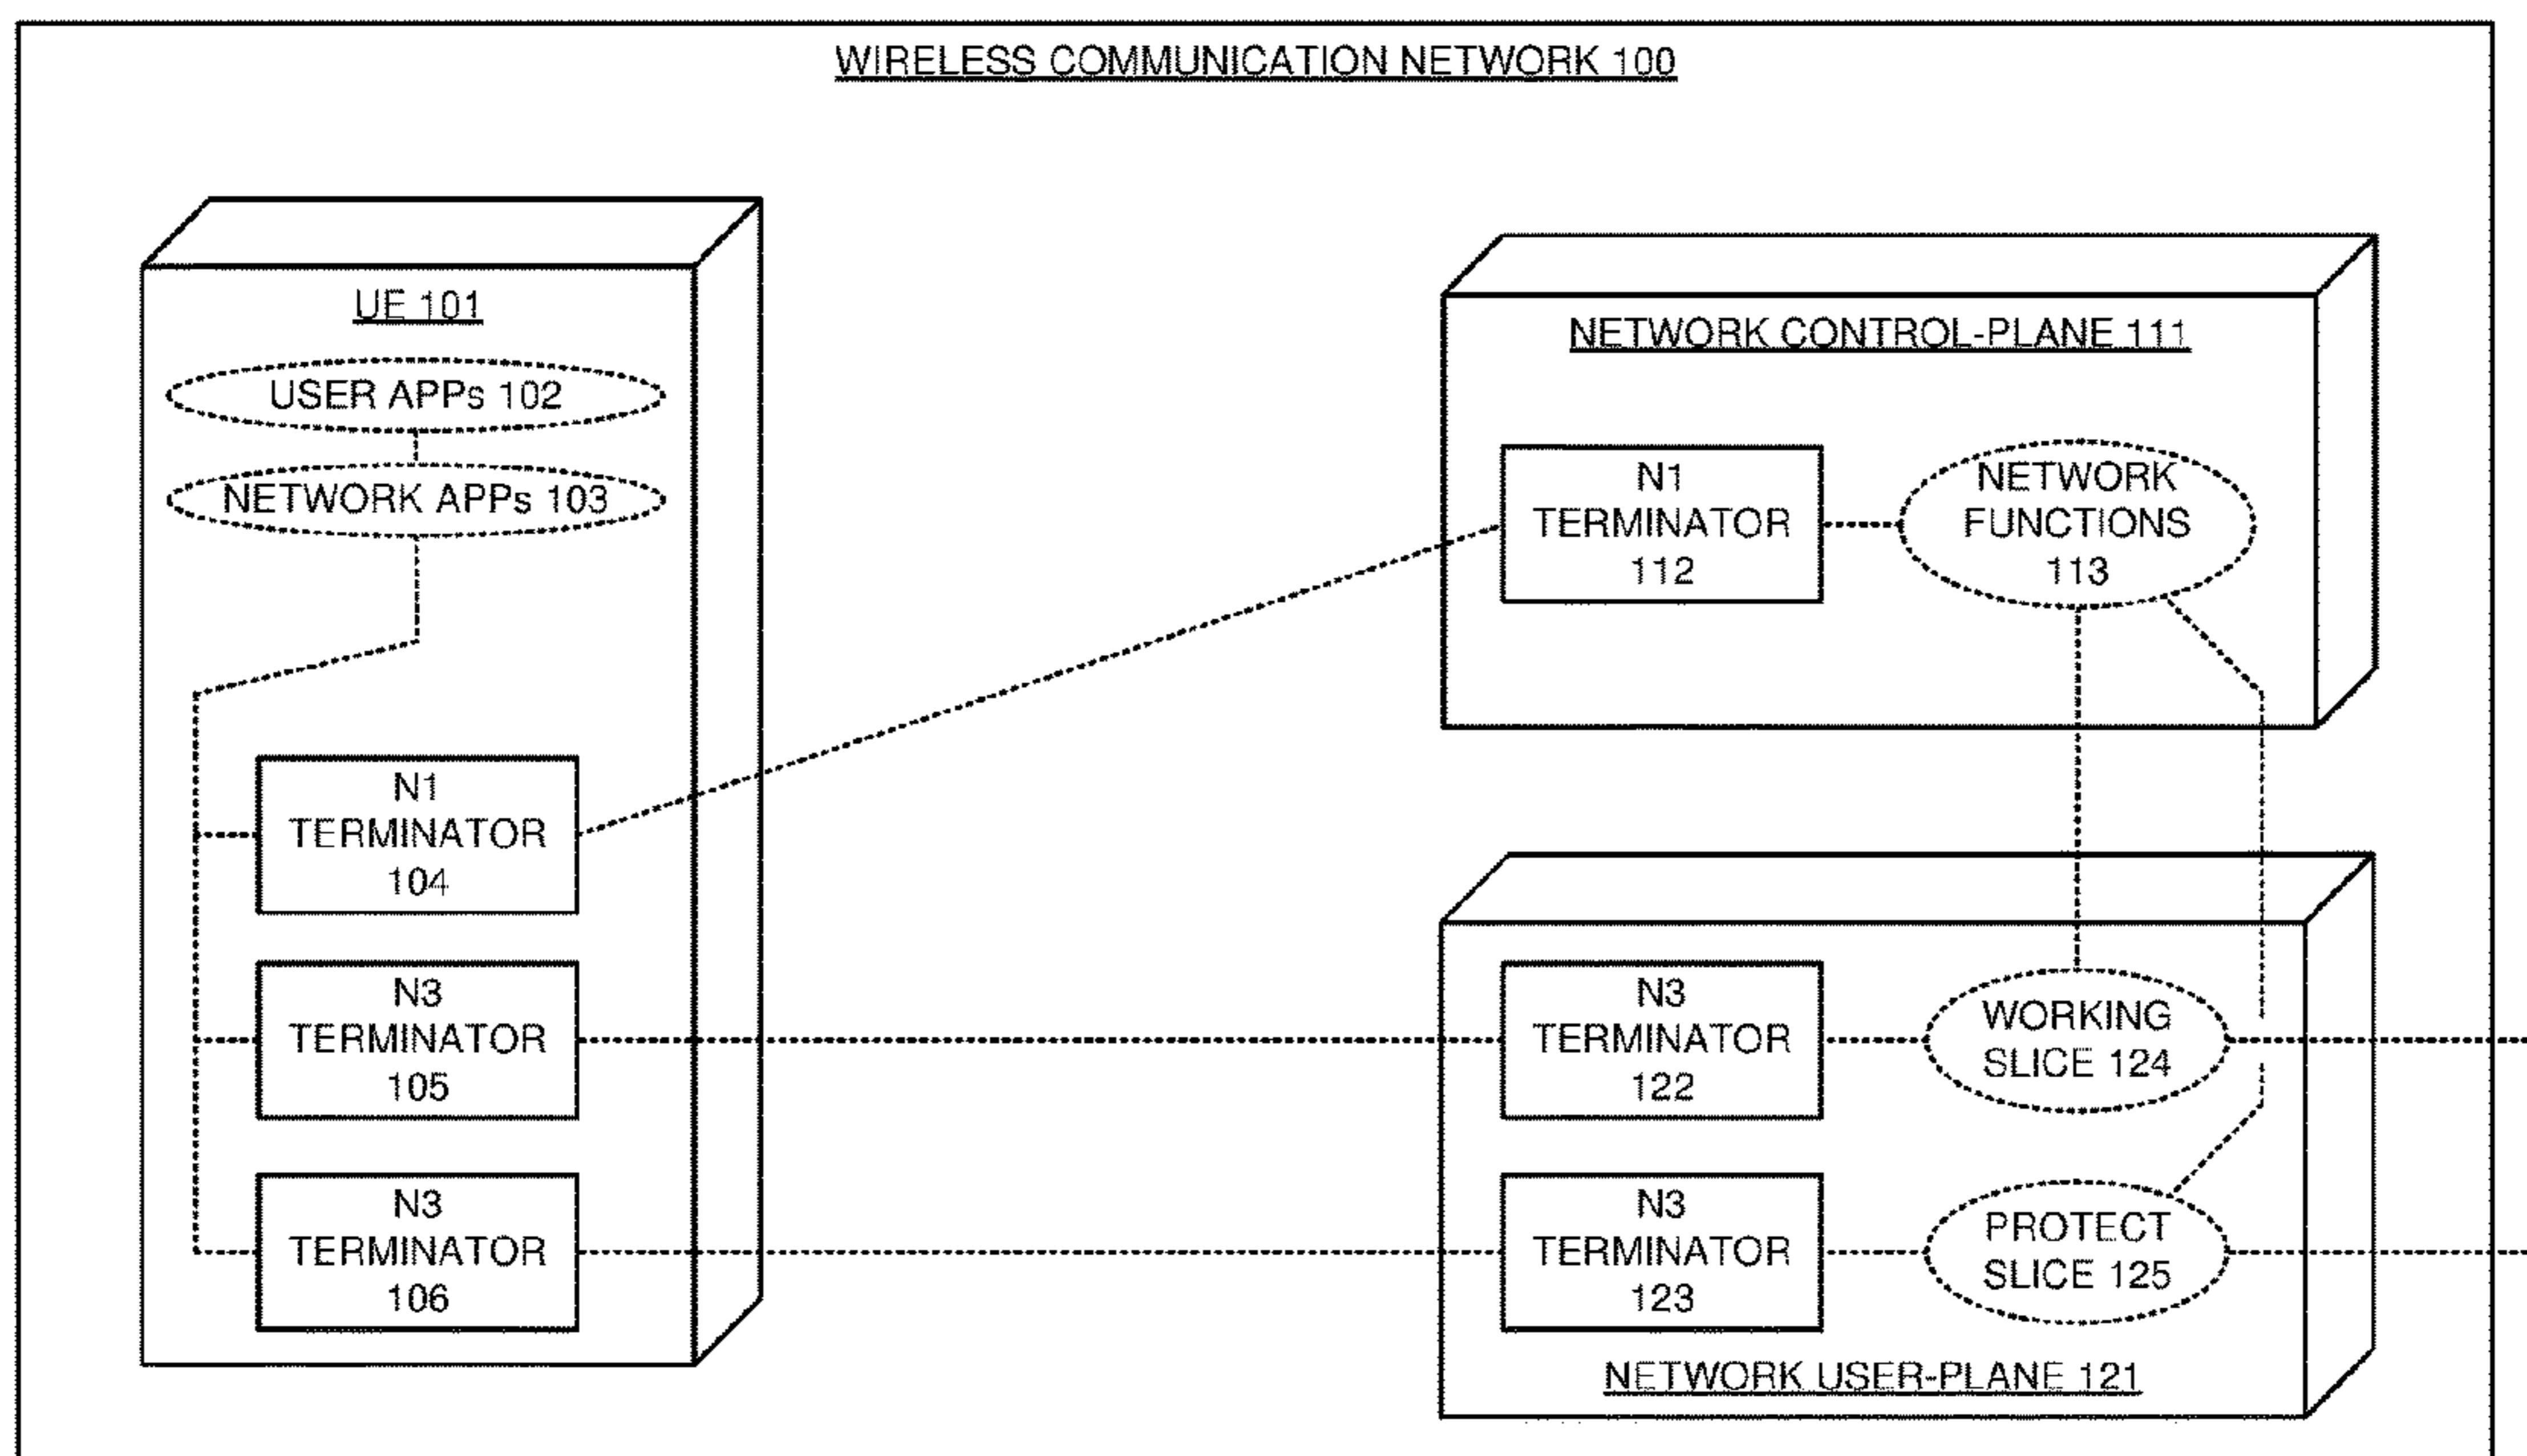 WIRELESS COMMUNICATION NETWORK 100
UE 101
USER APPs 102
NETWORK APPs 103
N1
TERMINATOR
104
N3
TERMINATOR
105
N3
TERMINATOR
106
NETWORK CONTROL-PLANE 111
N1
TERMINATOR
112
NETWORK
FUNCTIONS
113
N3
TERMINATOR
122
WORKING
SLICE 124
N3
TERMINATOR
123
PROTECT
SLICE 125
NETWORK USER-PLANE 121